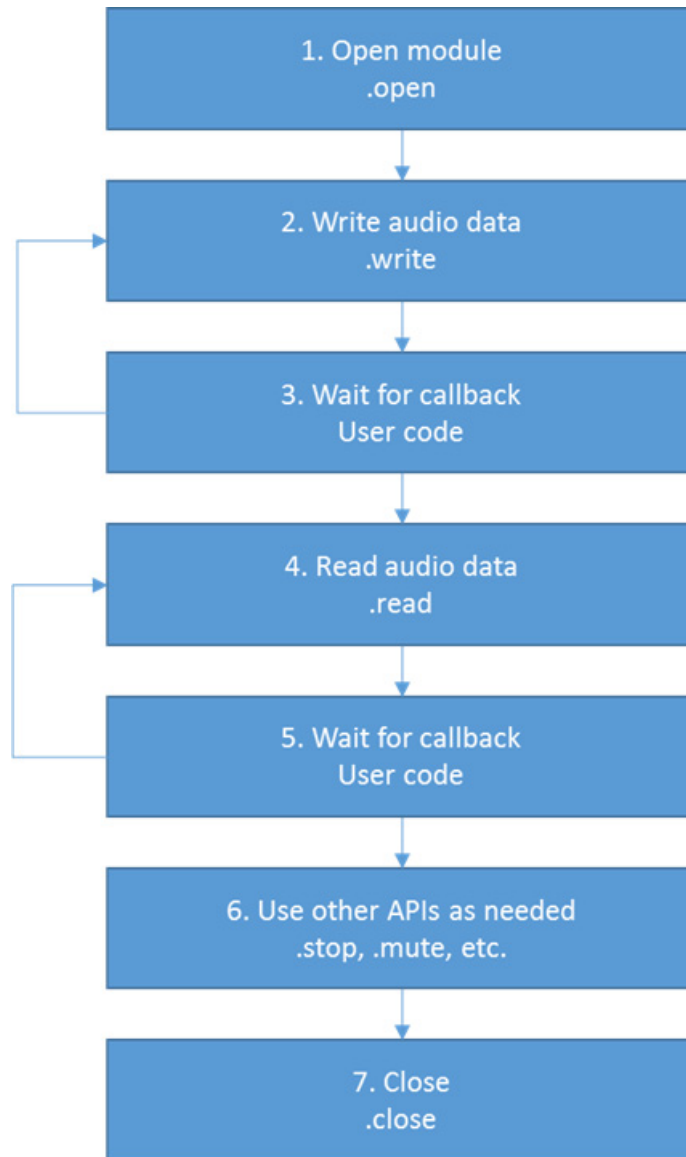 1. Open module
.open
2. Write audio data
.write
3. Wait for callback
User code
4. Read audio data
.read
5. Wait for callback
User code
6. Use other APIs as needed
.stop, .mute, etc.
7. Close
.close